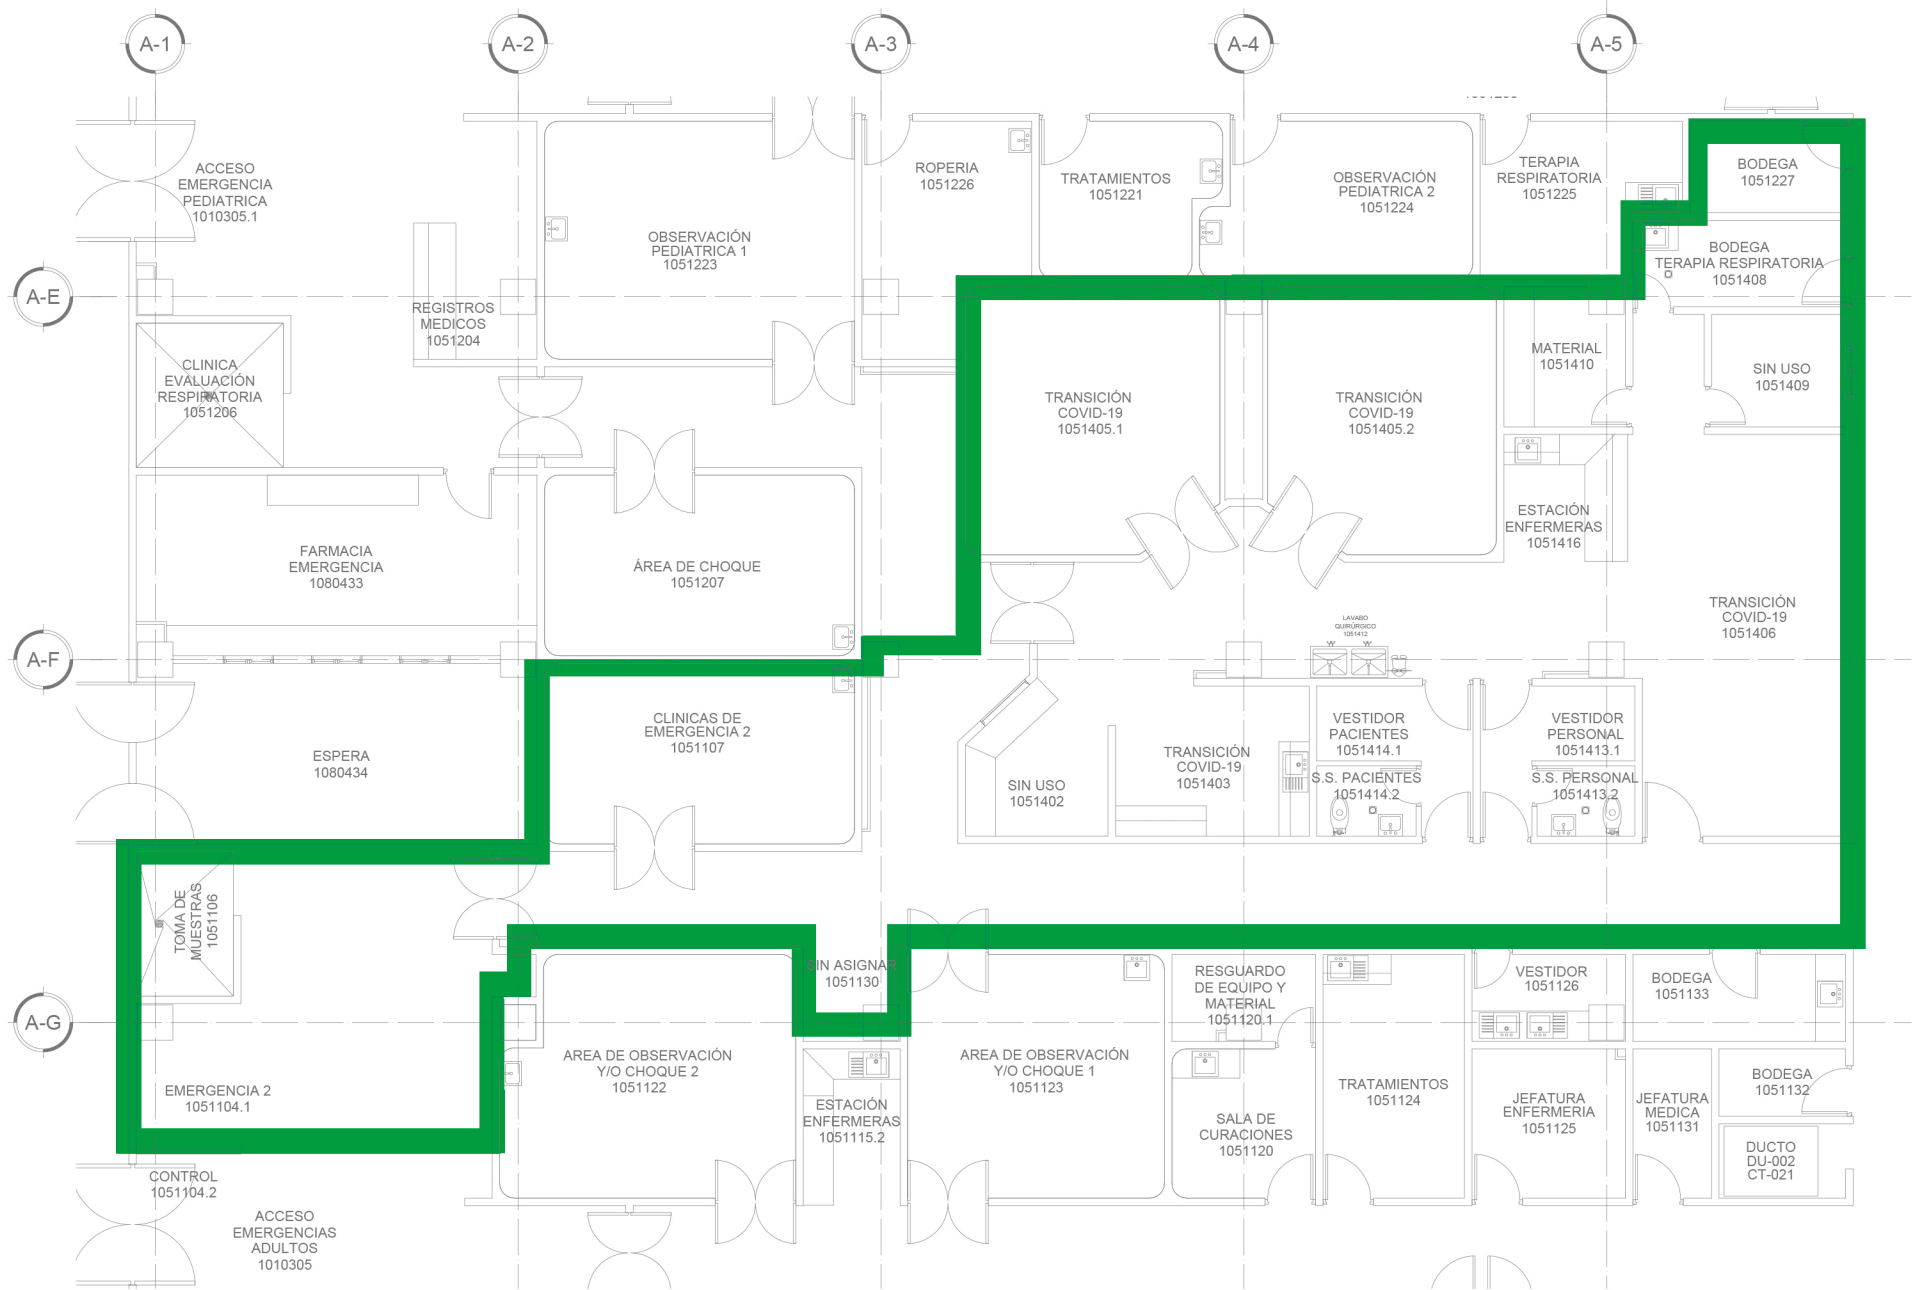 A-1
A-2
A-3
A-4
A-5
A-E
A-F
A-G
ACCESO
EMERGENCIA
PEDIATRICA
1010305.1
ROPERIA
1051226
TRATAMIENTOS
1051221
OBSERVACIÓN
PEDIATRICA 2
1051224
TERAPIA
RESPIRATORIA
1051225
BODEGA
1051227
OBSERVACIÓN
PEDIATRICA 1
1051223
BODEGA
TERAPIA RESPIRATORIA
1051408
REGISTROS
MEDICOS
1051204
CLINICA
EVALUACIÓN
RESPIRATORIA
1051206
TRANSICIÓN
COVID-19
1051405.1
TRANSICIÓN
COVID-19
1051405.2
MATERIAL
1051410
SIN USO
1051409
FARMACIA
EMERGENCIA
1080433
ÁREA DE CHOQUE
1051207
ESTACIÓN
ENFERMERAS
1051416
TRANSICIÓN
COVID-19
1051406
LAVABO
QUIRÚRGICO
1051412
ESPERA
1080434
CLINICAS DE
EMERGENCIA 2
1051107
SIN USO
1051402
TRANSICIÓN
COVID-19
1051403
VESTIDOR
PACIENTES
1051414.1
S.S. PACIENTES
1051414.2
VESTIDOR
PERSONAL
1051413.1
S.S. PERSONAL
1051413.2
TOMA DE
MUESTRAS
1051106
SIN ASIGNAR
1051130
RESGUARDO
DE EQUIPO Y
MATERIAL
1051120.1
VESTIDOR
1051126
BODEGA
1051133
EMERGENCIA 2
1051104.1
AREA DE OBSERVACIÓN
Y/O CHOQUE 2
1051122
ESTACIÓN
ENFERMERAS
1051115.2
AREA DE OBSERVACIÓN
Y/O CHOQUE 1
1051123
SALA DE
CURACIONES
1051120
TRATAMIENTOS
1051124
JEFATURA
ENFERMERIA
1051125
JEFATURA
MEDICA
1051131
BODEGA
1051132
DUCTO
DU-002
CT-021
CONTROL
1051104.2
ACCESO
EMERGENCIAS
ADULTOS
1010305